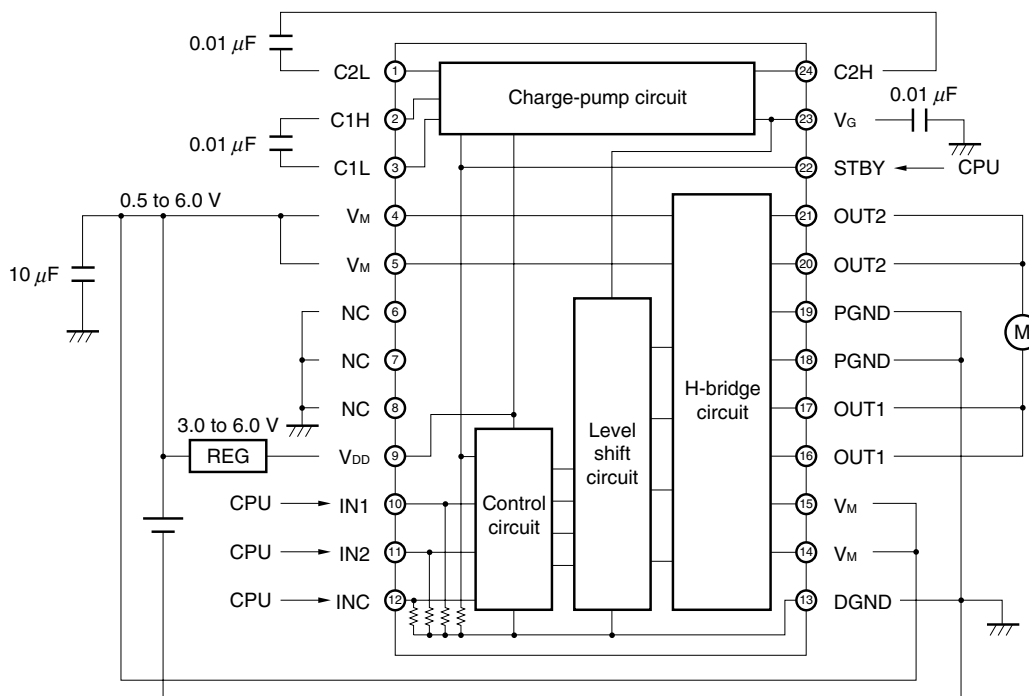 0.01 μF
C2L
1
Charge-pump circuit
24
C2H
0.01 μF
C1H
2
23
VG
0.01 μF
C1L
3
22
STBY
CPU
0.5 to 6.0 V
VM
4
21
OUT2
10 μF
VM
5
20
OUT2
NC
6
19
PGND
M
NC
7
18
PGND
H-bridge
circuit
NC
8
17
OUT1
3.0 to 6.0 V
Level
shift
circuit
REG
VDD
9
16
OUT1
CPU
IN1
10
Control
circuit
15
VM
CPU
IN2
11
14
VM
CPU
INC
12
13
DGND